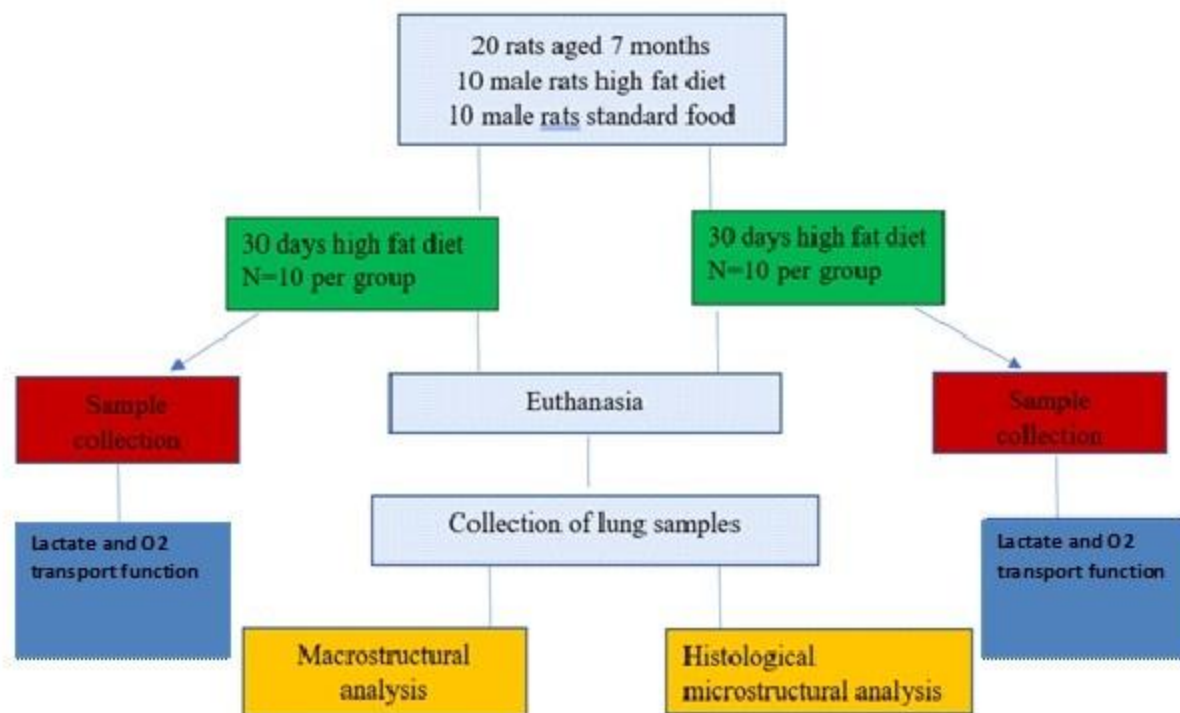 20 rats aged 7 months
10 male rats high fat diet
10 male rats standard food
30 days high fat diet
N=10 per group
30 days high fat diet
N=10 per group
Sample
collection
Euthanasia
Sample
collection
Collection of lung samples
Lactate and O2
transport function
Lactate and O2
transport function
Macrostructural
analysis
Histological
microstructural analysis